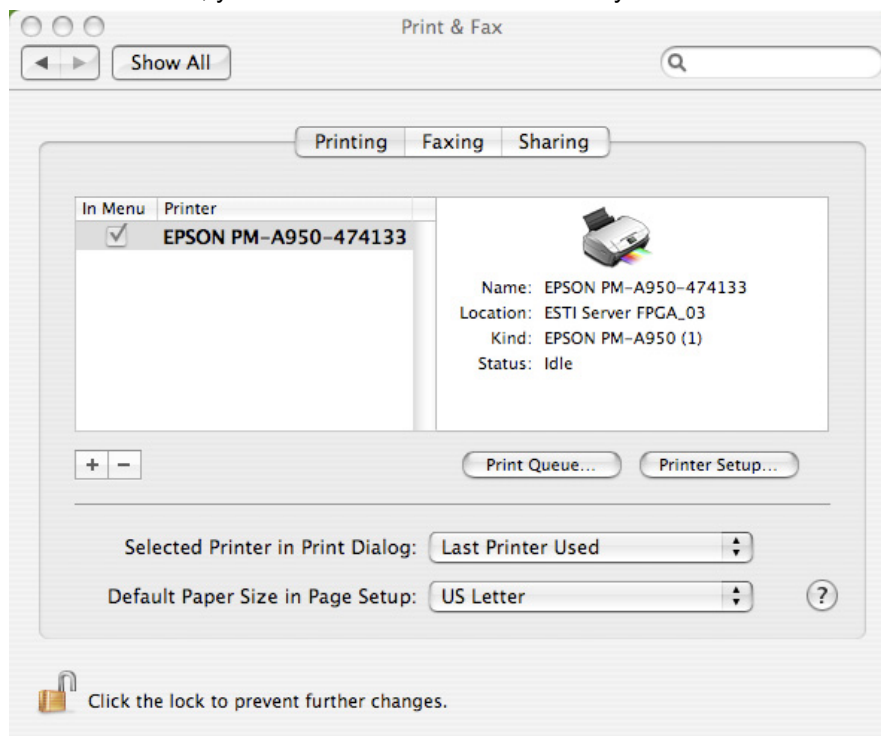 Print & Fax
Show All
Printing Faxing Sharing
In Menu Printer
EPSON PM-A950-474133
Name: EPSON PM-A950-474133
Location: ESTI Server FPGA_03
Kind: EPSON PM-A950 (1)
Status: Idle
+ −
Print Queue... Printer Setup...
Selected Printer in Print Dialog: Last Printer Used
Default Paper Size in Page Setup: US Letter ?
Click the lock to prevent further changes.